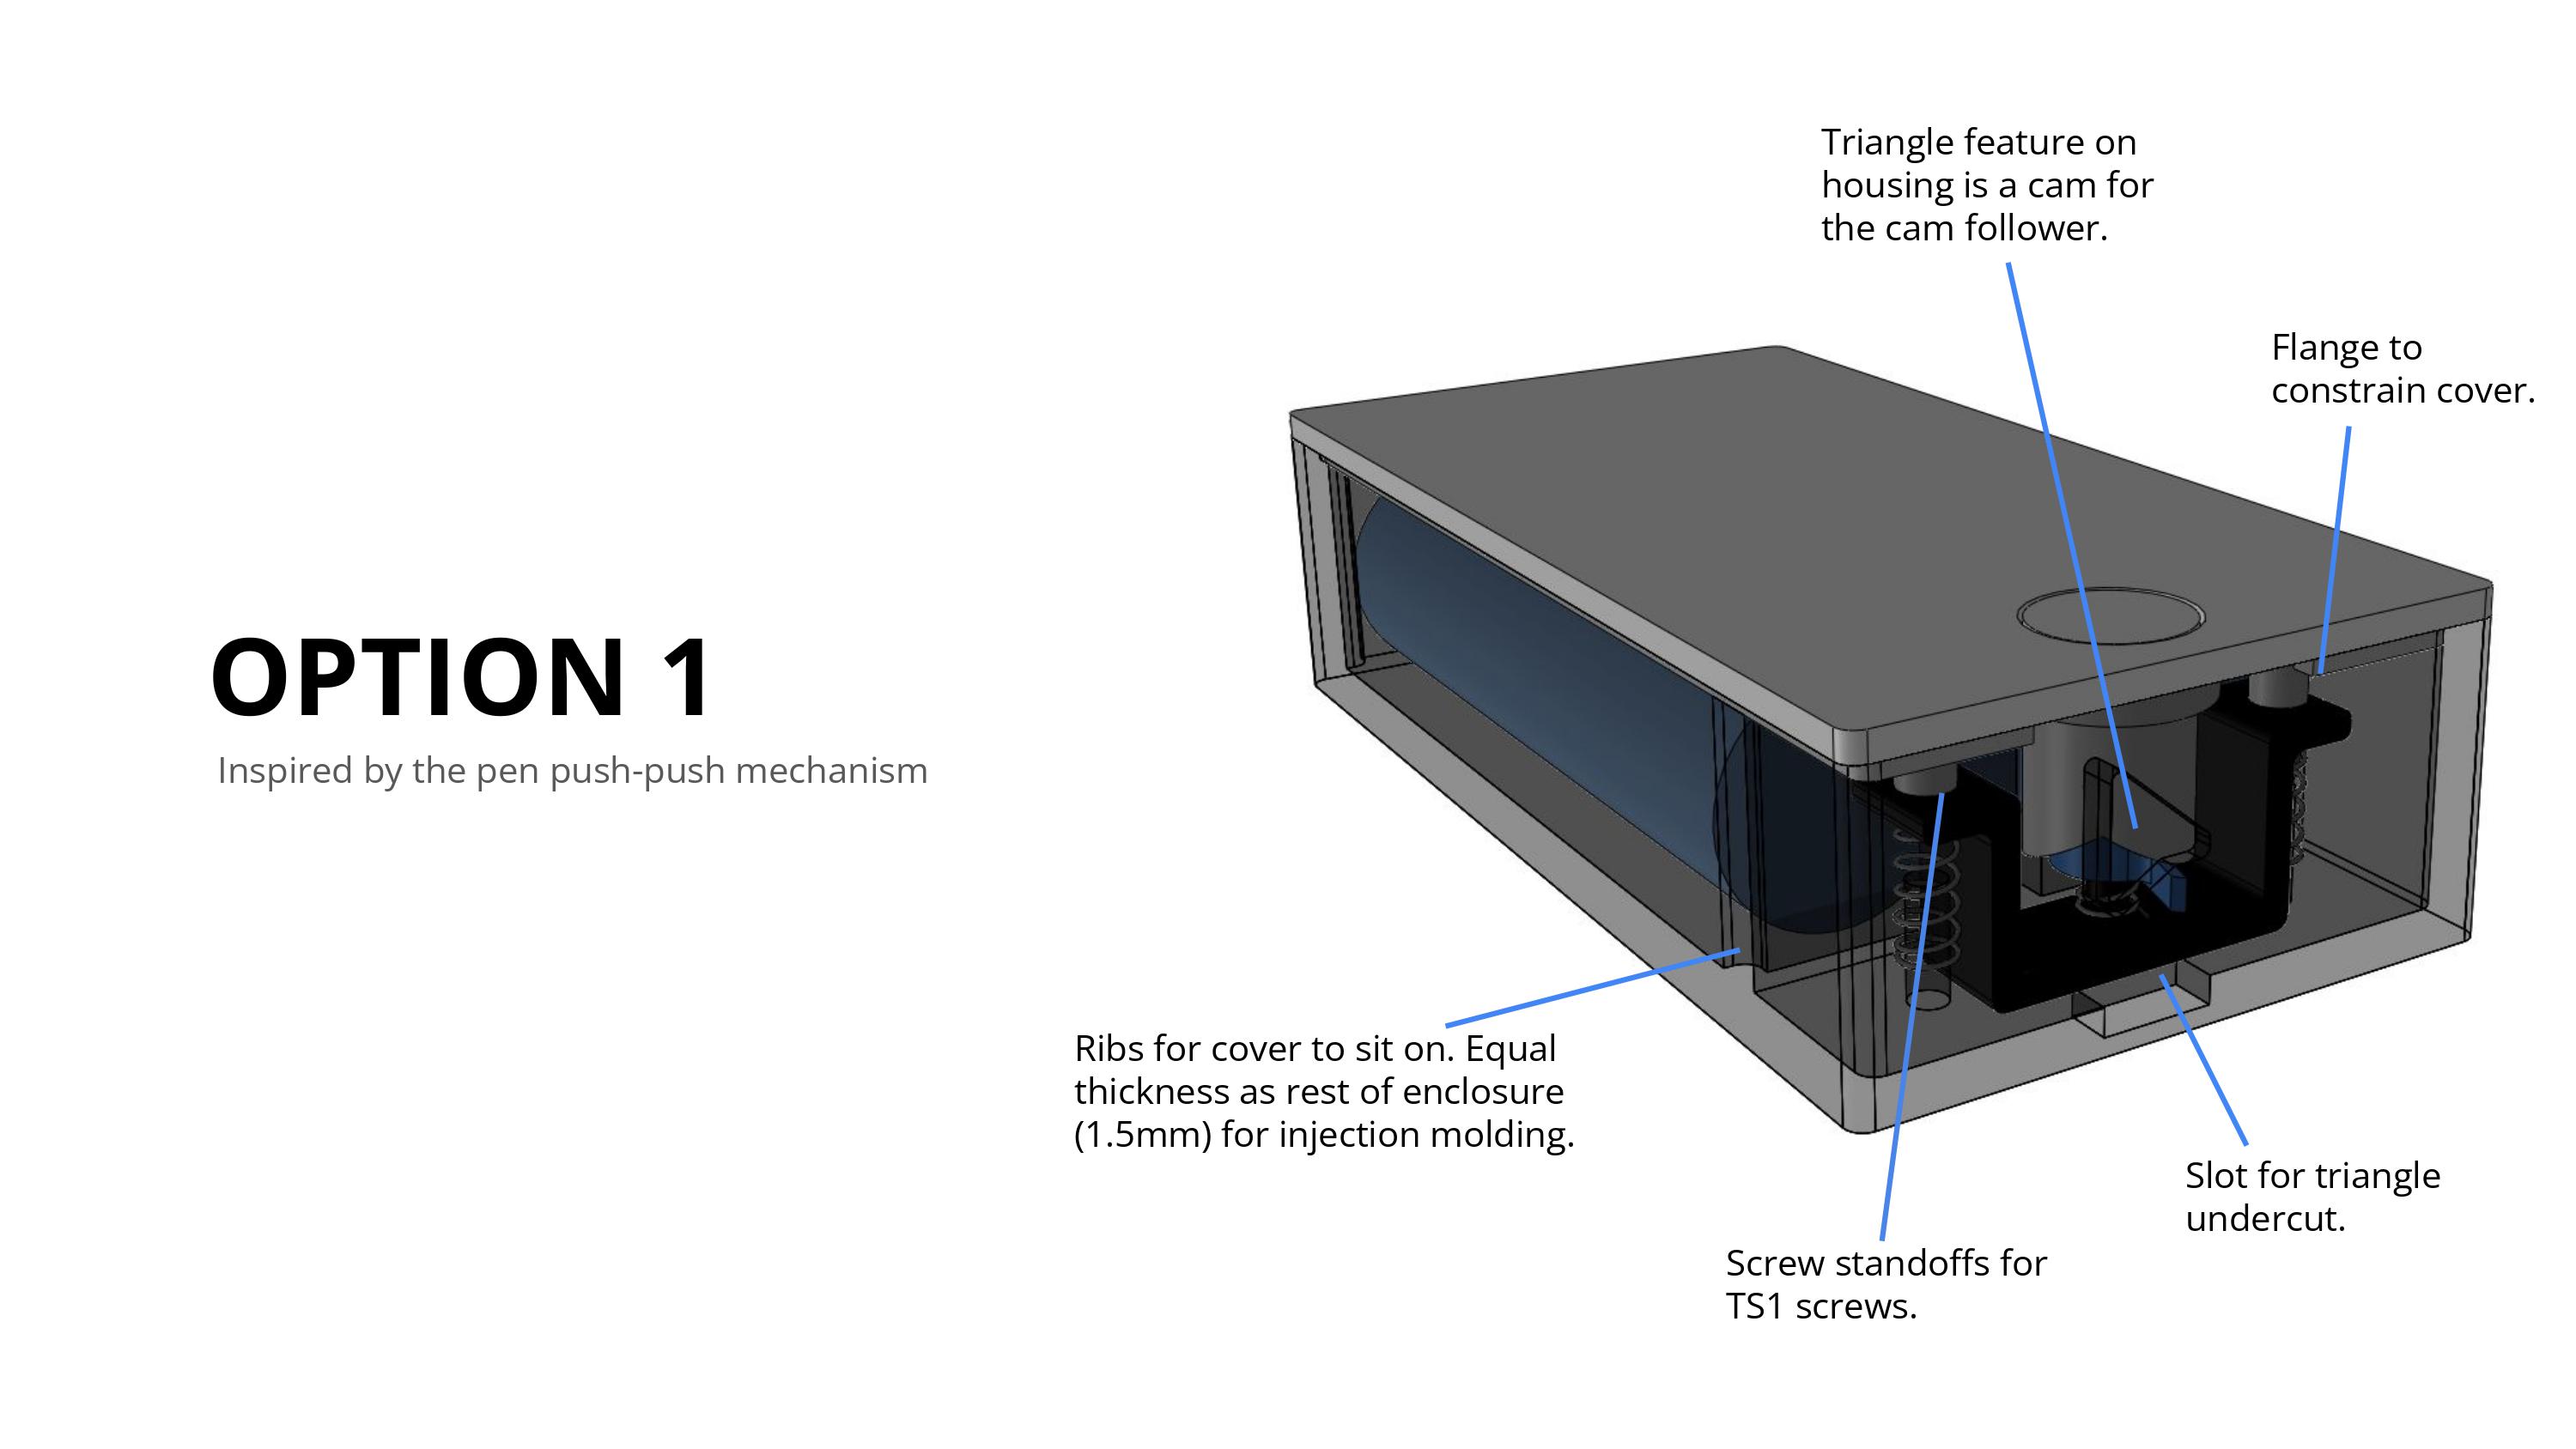 Triangle feature on
housing is a cam for
the cam follower.
Flange to
constrain cover.
OPTION 1
Inspired by the pen push-push mechanism
Ribs for cover to sit on. Equal
thickness as rest of enclosure
(1.5mm) for injection molding.
Slot for triangle
undercut.
Screw standoffs for
TS1 screws.